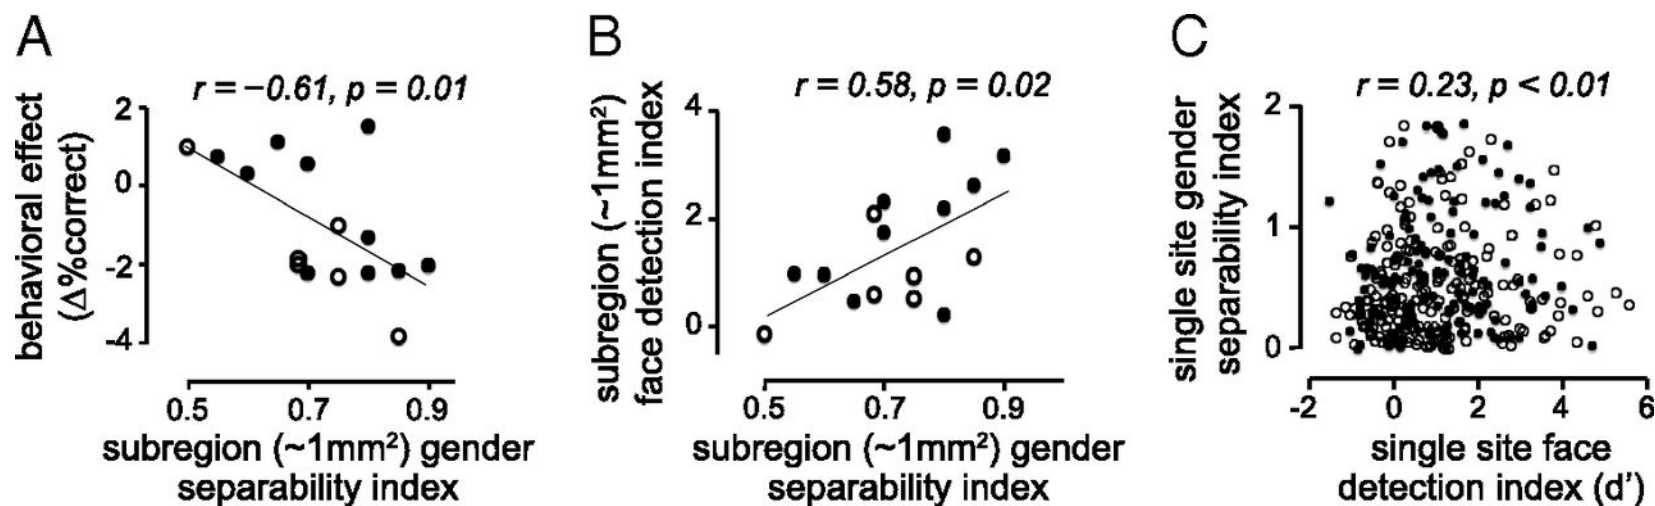 A
r = −0.61, p = 0.01
behavioral effect
(Δ%correct)
2
0
-2
-4
0.5
0.7
0.9
subregion (~1mm²) gender
separability index
B
r = 0.58, p = 0.02
subregion (~1mm²)
face detection index
4
2
0
0.5
0.7
0.9
subregion (~1mm²) gender
separability index
C
r = 0.23, p < 0.01
single site gender
separability index
2
1
0
-2
0
2
4
6
single site face
detection index (d')